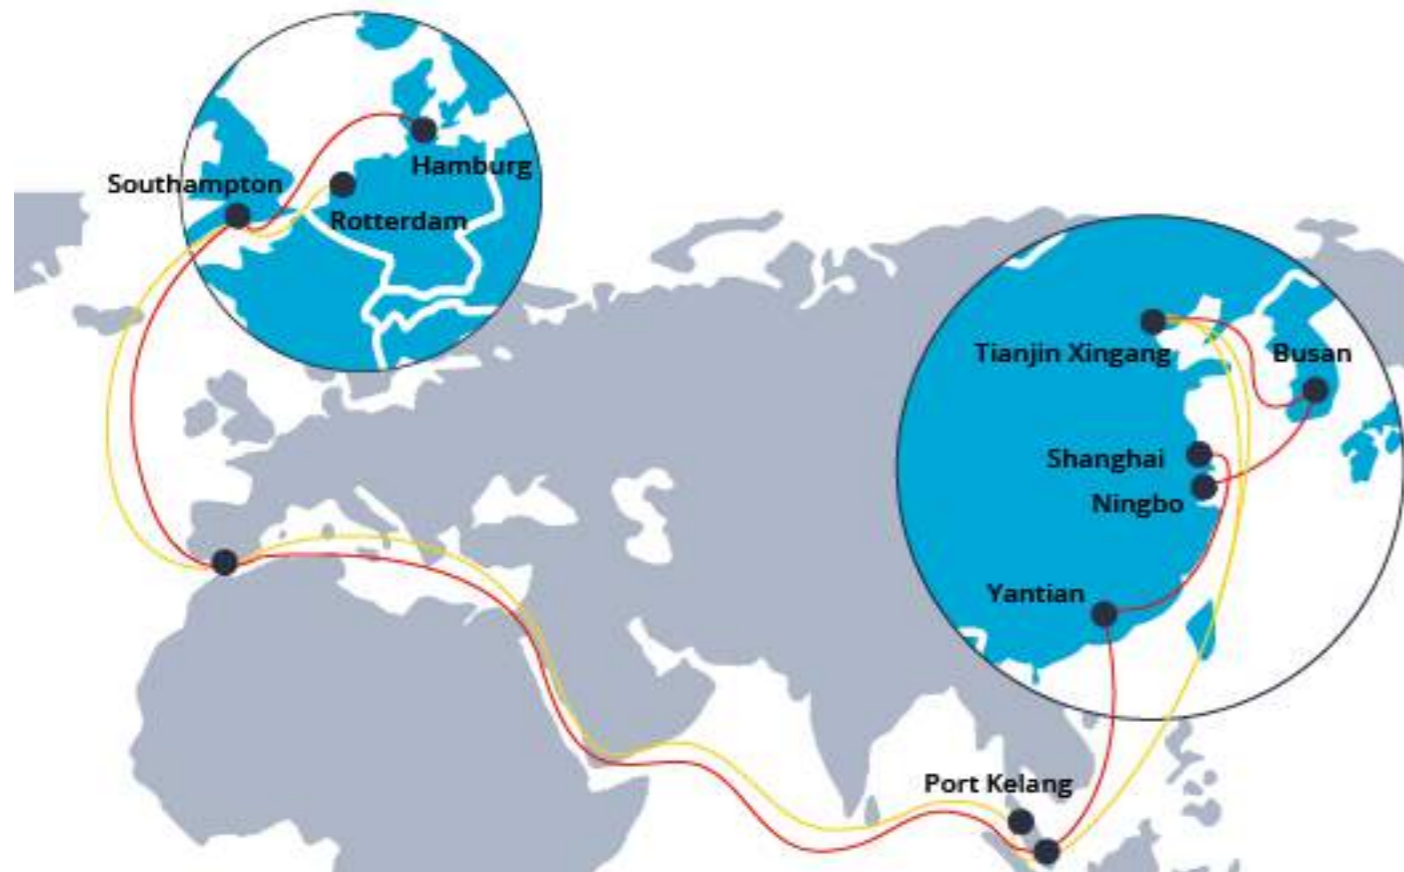 Hamburg
Southampton
Rotterdam
Tianjin Xingang
Busan
Shanghai
Ningbo
Yantian
Port Kelang